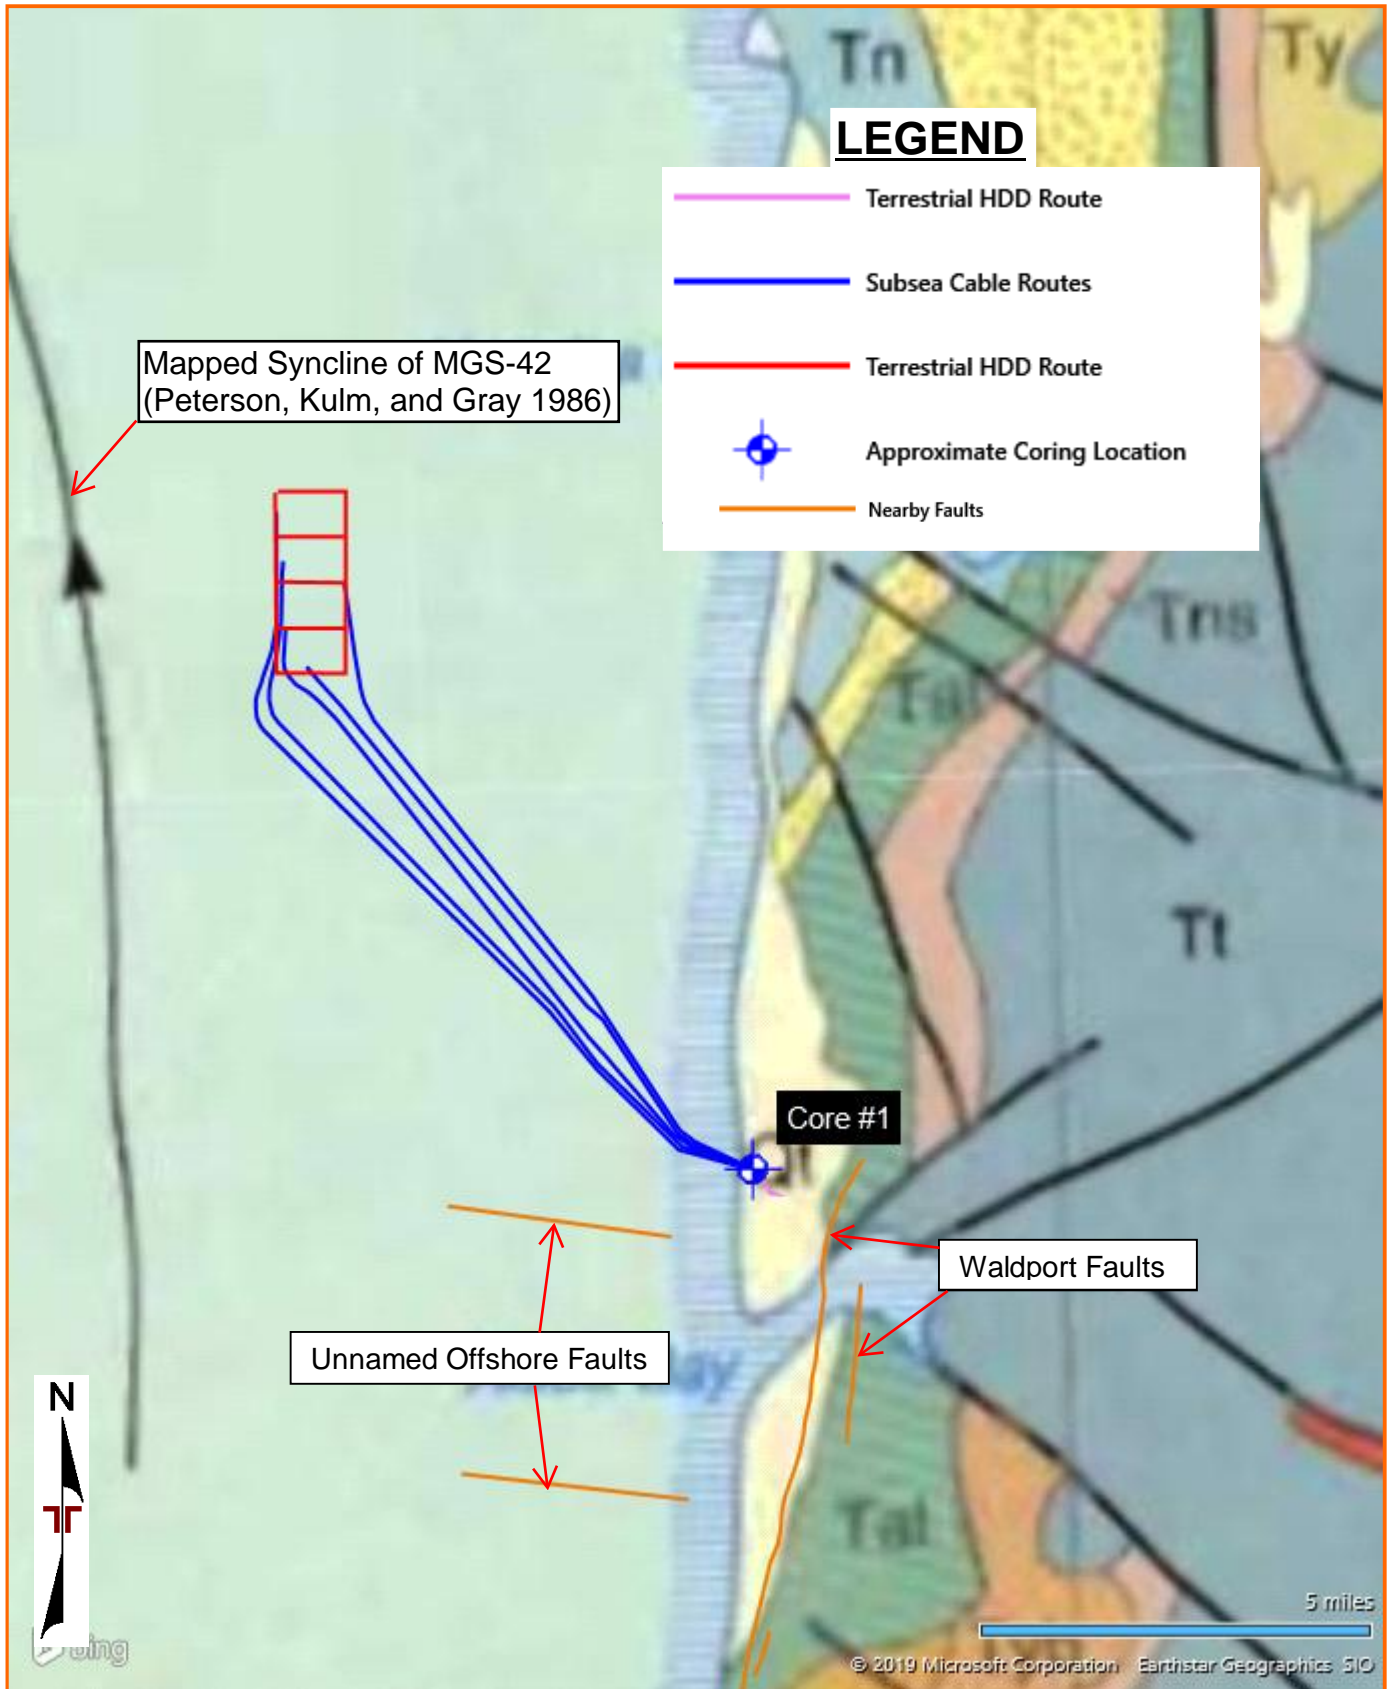 Tn
Ty
LEGEND
Terrestrial HDD Route
Subsea Cable Routes
Terrestrial HDD Route
Approximate Coring Location
Nearby Faults
Mapped Syncline of MGS-42
(Peterson, Kulm, and Gray 1986)
Tns
Tal
Tt
Core #1
Waldport Faults
Unnamed Offshore Faults
N
Tal
5 miles
bing
© 2019 Microsoft Corporation Earthstar Geographics SIO